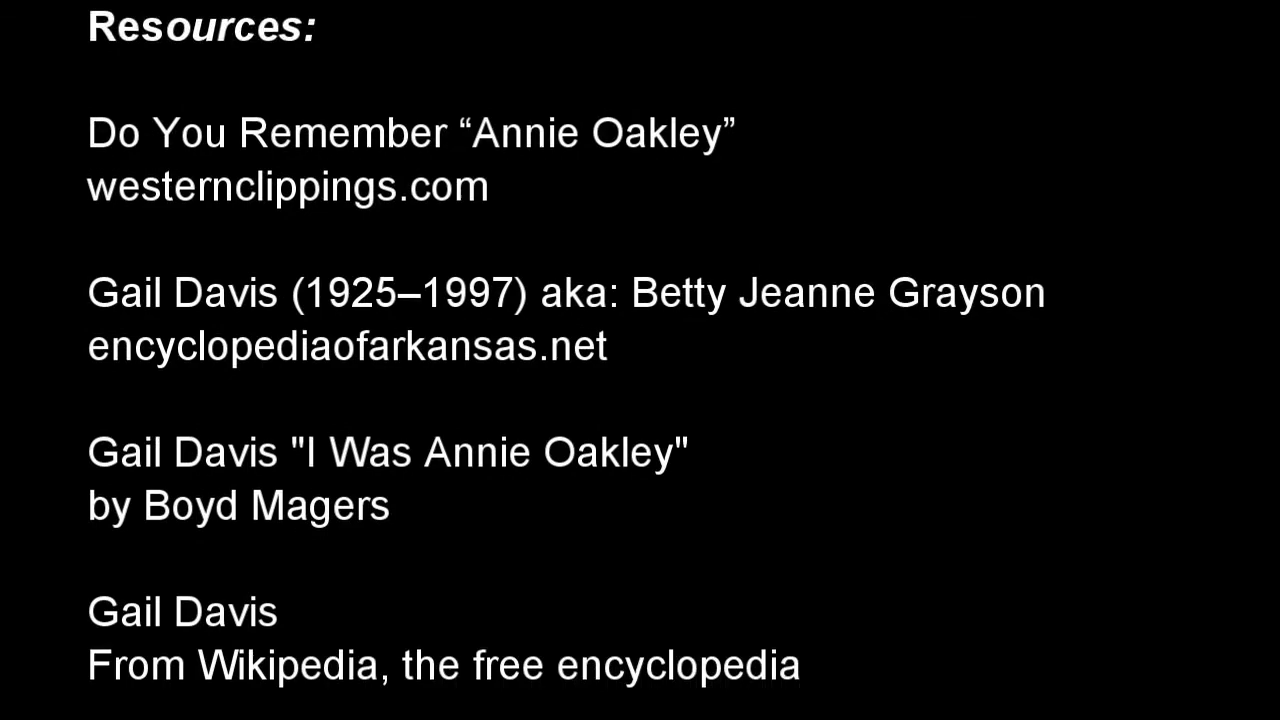 Resources:
Do You Remember “Annie Oakley”
westernclippings.com
Gail Davis (1925–1997) aka: Betty Jeanne Grayson
encyclopediaofarkansas.net
Gail Davis "I Was Annie Oakley"
by Boyd Magers
Gail Davis
From Wikipedia, the free encyclopedia